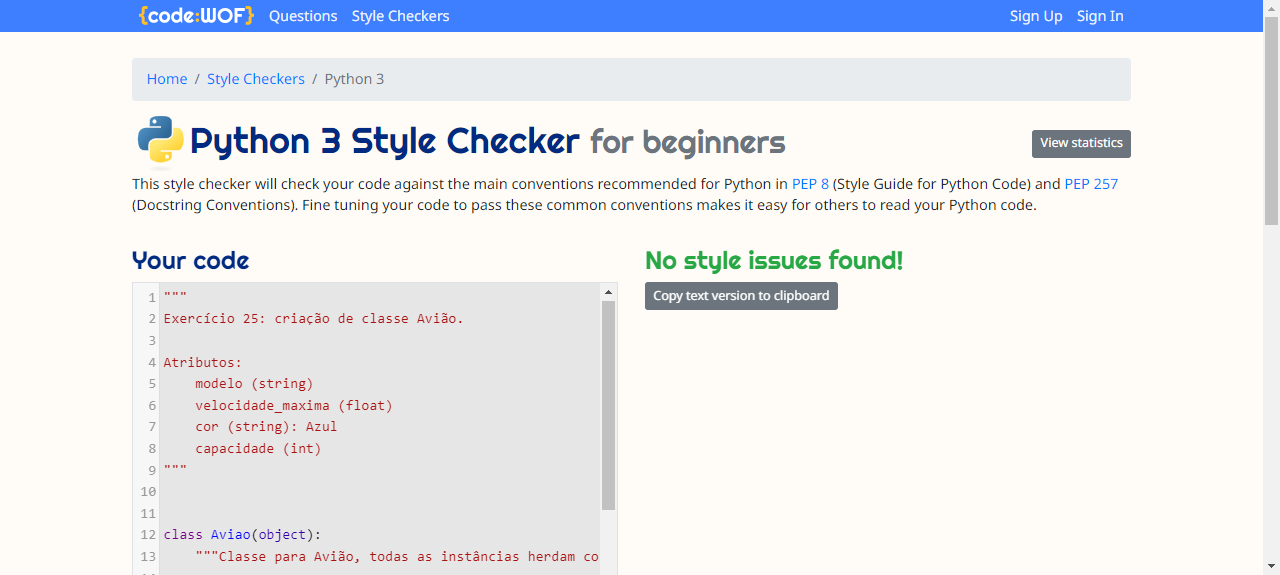 {code:WOF} Questions Style Checkers Sign Up Sign In
Home / Style Checkers / Python 3
Python 3 Style Checker for beginners
View statistics
This style checker will check your code against the main conventions recommended for Python in PEP 8 (Style Guide for Python Code) and PEP 257
(Docstring Conventions). Fine tuning your code to pass these common conventions makes it easy for others to read your Python code.
Your code
1 """
2 Exercício 25: criação de classe Avião.
3
4 Atributos:
5     modelo (string)
6     velocidade_maxima (float)
7     cor (string): Azul
8     capacidade (int)
9 """
10
11
12 class Aviao(object):
13     """Classe para Avião, todas as instâncias herdam co
No style issues found!
Copy text version to clipboard